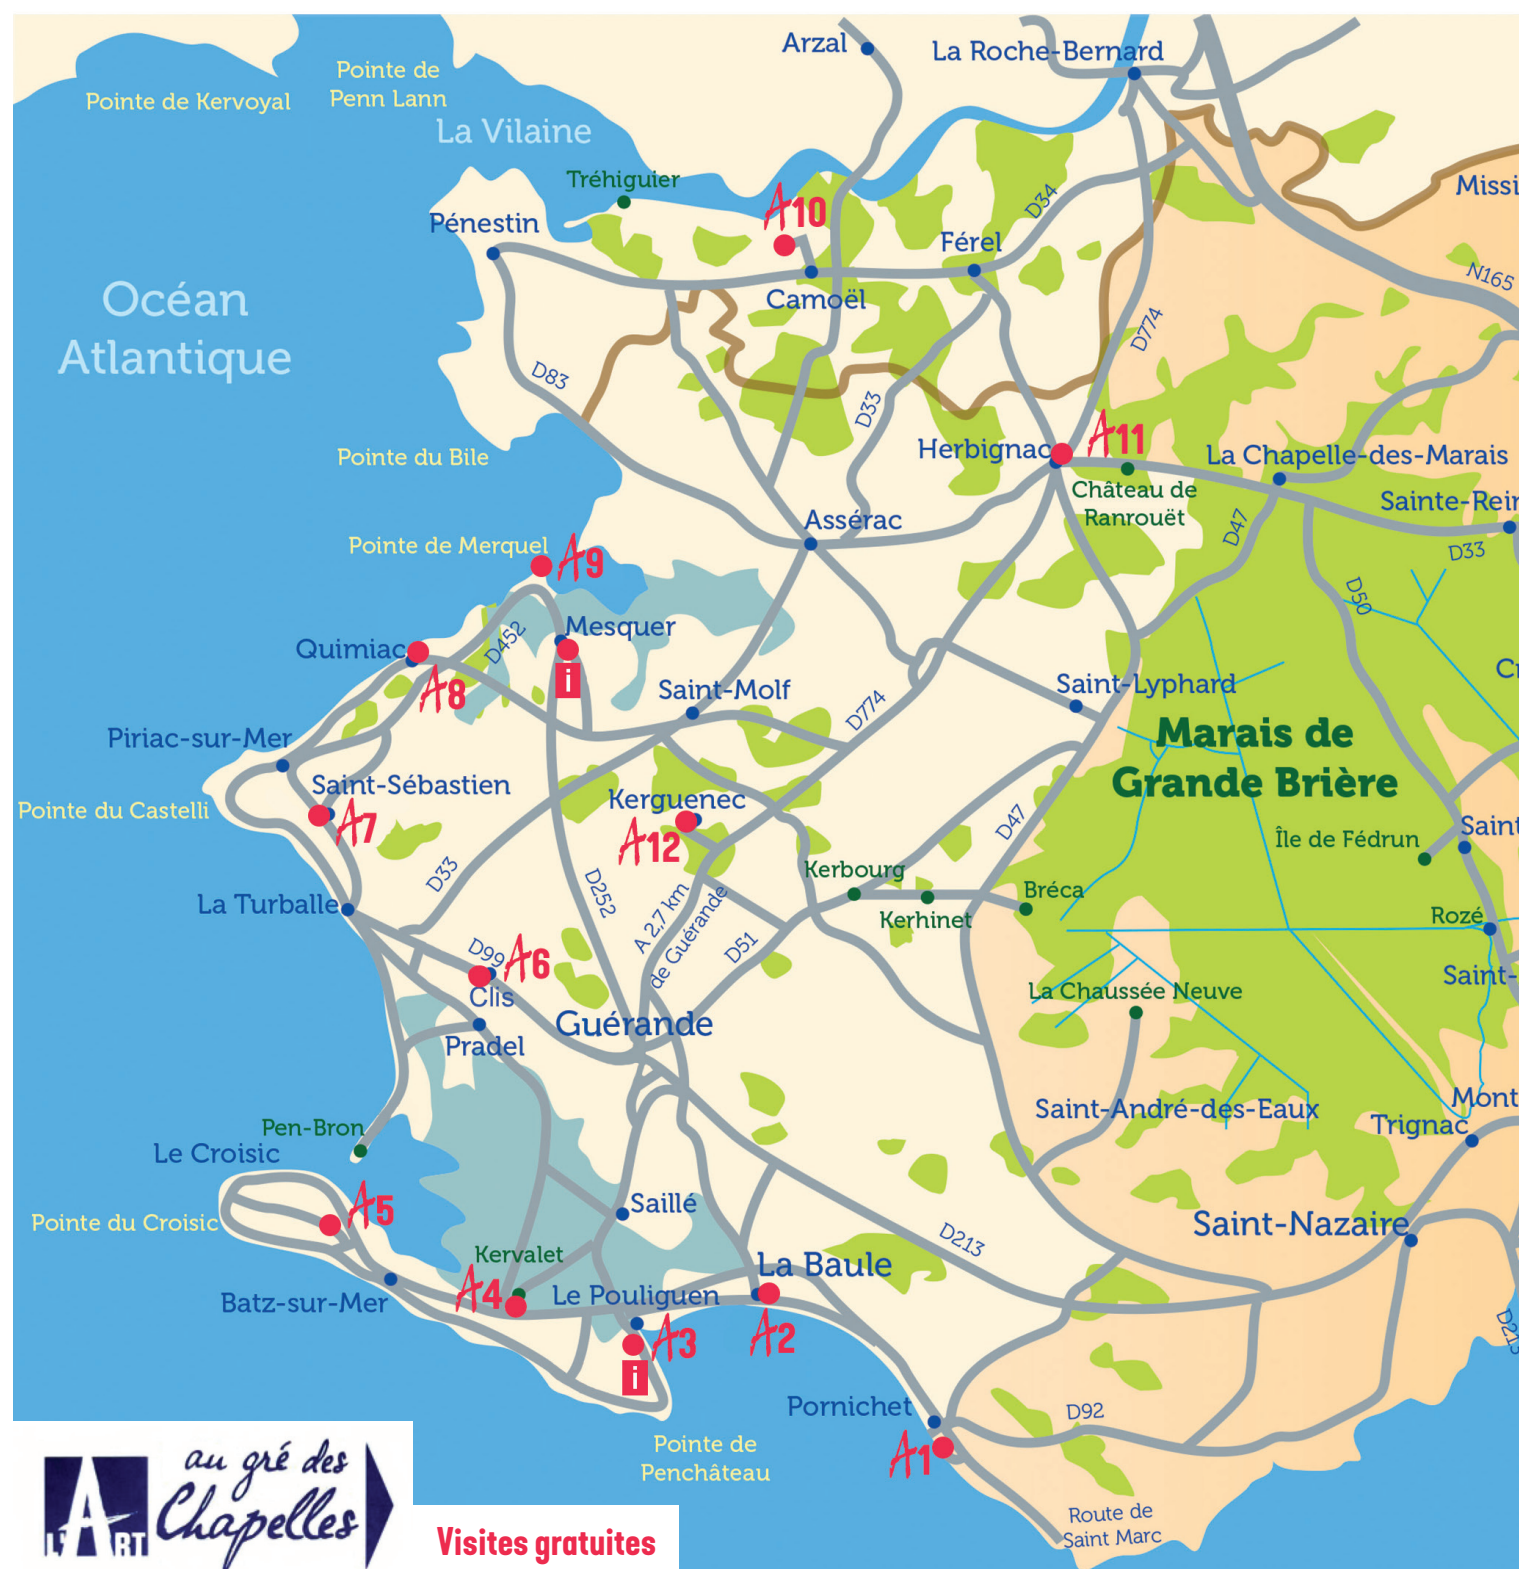 Arzal
La Roche-Bernard
Pointe de
Penn Lann
Pointe de Kervoyal
La Vilaine
Tréhiguier
Missi
A10
D34
Pénestin
Férel
N165
Océan
Atlantique
Camoël
D774
D83
D33
Pointe du Bile
Herbignac
A11
La Chapelle-des-Marais
Château de
Ranrouët
Sainte-Rein
D47
D33
Assérac
Pointe de Merquel
A9
D50
Quimiac
D452
Mesquer
i
A8
Saint-Molf
Saint-Lyphard
D774
Marais de
Grande Brière
Piriac-sur-Mer
Saint-Sébastien
Pointe du Castelli
A7
Kerguenec
A12
D47
Île de Fédrun
Saint
D33
D252
Kerbourg
Kerhinet
Bréca
La Turballe
A 2,7 km
de Guérande
D51
Rozé
D99
A6
Clis
Saint-
La Chaussée Neuve
Guérande
Pradel
Saint-André-des-Eaux
Mont
Trignac
Pen-Bron
Le Croisic
A5
Pointe du Croisic
Saillé
Saint-Nazaire
D213
Kervalet
A4
La Baule
Le Pouliguen
Batz-sur-Mer
A3
A2
i
D213
Pornichet
D92
A1
Pointe de
Penchâteau
Route de
Saint Marc
L'ART
au gré des
Chapelles
Visites gratuites